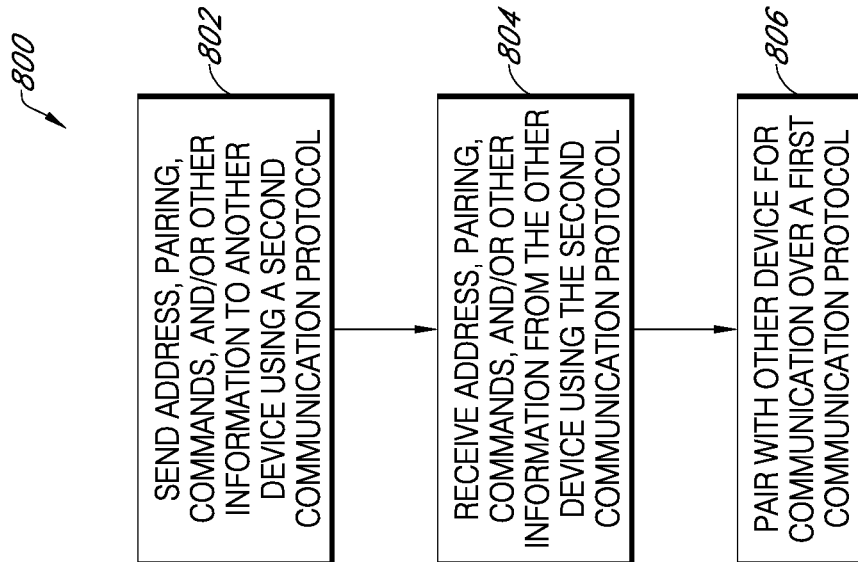 800
802
SEND ADDRESS, PAIRING,
COMMANDS, AND/OR OTHER
INFORMATION TO ANOTHER
DEVICE USING A SECOND
COMMUNICATION PROTOCOL
804
RECEIVE ADDRESS, PAIRING,
COMMANDS, AND/OR OTHER
INFORMATION FROM THE OTHER
DEVICE USING THE SECOND
COMMUNICATION PROTOCOL
806
PAIR WITH OTHER DEVICE FOR
COMMUNICATION OVER A FIRST
COMMUNICATION PROTOCOL